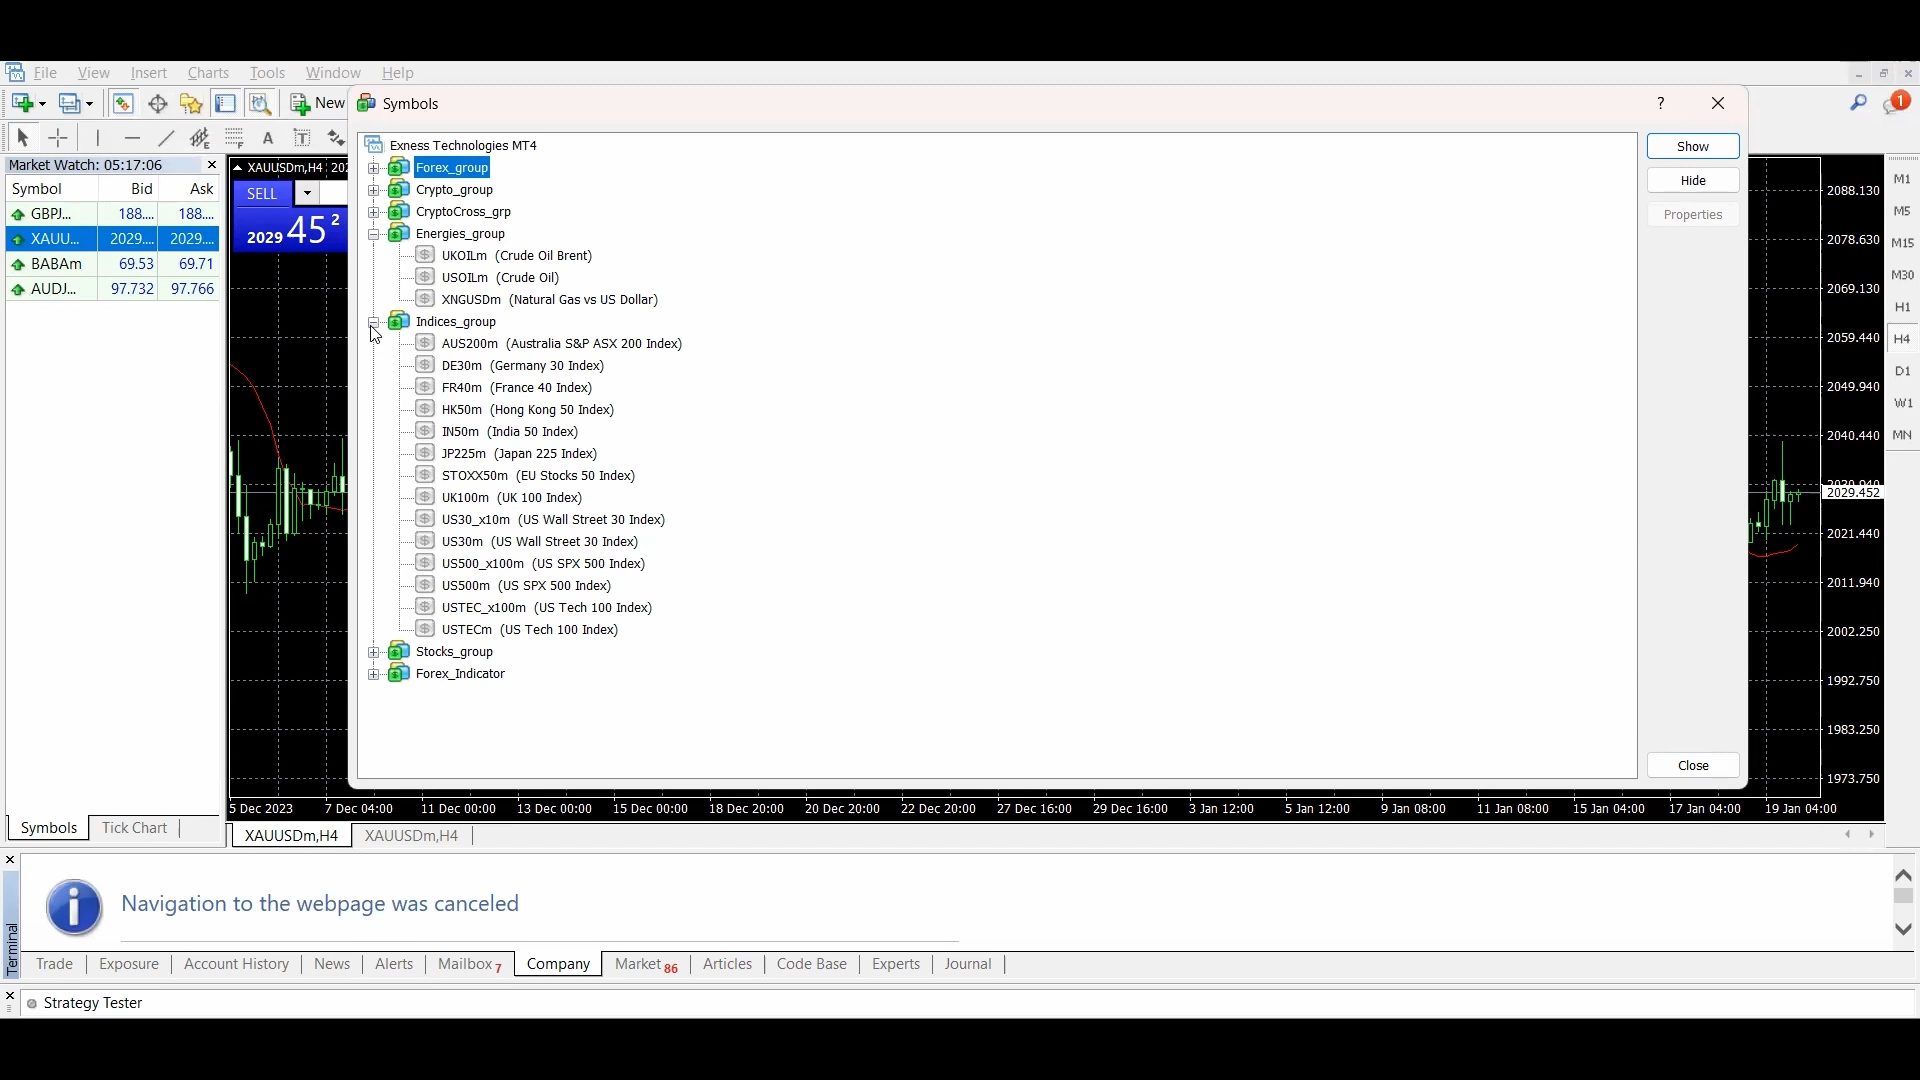 File View Insert Charts Tools Window Help
New
Symbols
?
1
A T
Market Watch: 05:17:06
Symbol Bid Ask
GBPJ... 188.... 188....
XAUU... 2029.... 2029....
BABAm 69.53 69.71
AUDJ... 97.732 97.766
Symbols Tick Chart
XAUUSDm,H4
SELL
2029 45 2
Exness Technologies MT4
Forex_group
Crypto_group
CryptoCross_grp
Energies_group
UKOILm (Crude Oil Brent)
USOILm (Crude Oil)
XNGUSDm (Natural Gas vs US Dollar)
Indices_group
AUS200m (Australia S&P ASX 200 Index)
DE30m (Germany 30 Index)
FR40m (France 40 Index)
HK50m (Hong Kong 50 Index)
IN50m (India 50 Index)
JP225m (Japan 225 Index)
STOXX50m (EU Stocks 50 Index)
UK100m (UK 100 Index)
US30_x10m (US Wall Street 30 Index)
US30m (US Wall Street 30 Index)
US500_x100m (US SPX 500 Index)
US500m (US SPX 500 Index)
USTEC_x100m (US Tech 100 Index)
USTECm (US Tech 100 Index)
Stocks_group
Forex_Indicator
Show
Hide
Properties
Close
2088.130
2078.630
2069.130
2059.440
2049.940
2040.440
2029.452
2021.440
2011.940
2002.250
1992.750
1983.250
1973.750
M1
M5
M15
M30
H1
H4
D1
W1
MN
5 Dec 2023 7 Dec 04:00 11 Dec 00:00 13 Dec 00:00 15 Dec 00:00 18 Dec 20:00 20 Dec 20:00 22 Dec 20:00 27 Dec 16:00 29 Dec 16:00 3 Jan 12:00 5 Jan 12:00 9 Jan 08:00 11 Jan 08:00 15 Jan 04:00 17 Jan 04:00 19 Jan 04:00
XAUUSDm,H4 XAUUSDm,H4
Navigation to the webpage was canceled
Terminal
Trade Exposure Account History News Alerts Mailbox 7 Company Market 86 Articles Code Base Experts Journal
Strategy Tester